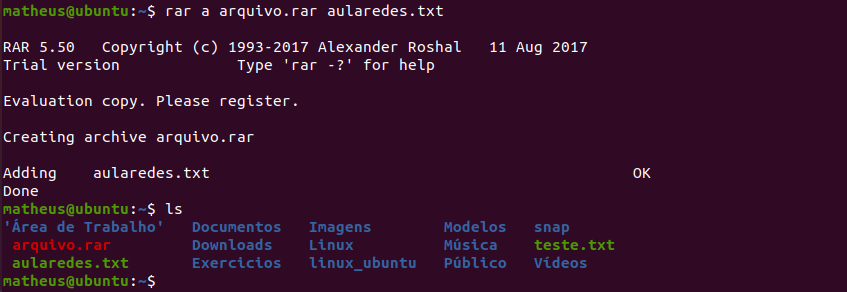 matheus@ubuntu:~$ rar a arquivo.rar aularedes.txt
RAR 5.50   Copyright (c) 1993-2017 Alexander Roshal   11 Aug 2017
Trial version             Type 'rar -?' for help
Evaluation copy. Please register.
Creating archive arquivo.rar
Adding    aularedes.txt                                               OK
Done
matheus@ubuntu:~$ ls
'Área de Trabalho'   Documentos   Imagens        Modelos   snap
 arquivo.rar         Downloads    Linux          Música    teste.txt
 aularedes.txt       Exercicios   linux_ubuntu   Público   Vídeos
matheus@ubuntu:~$